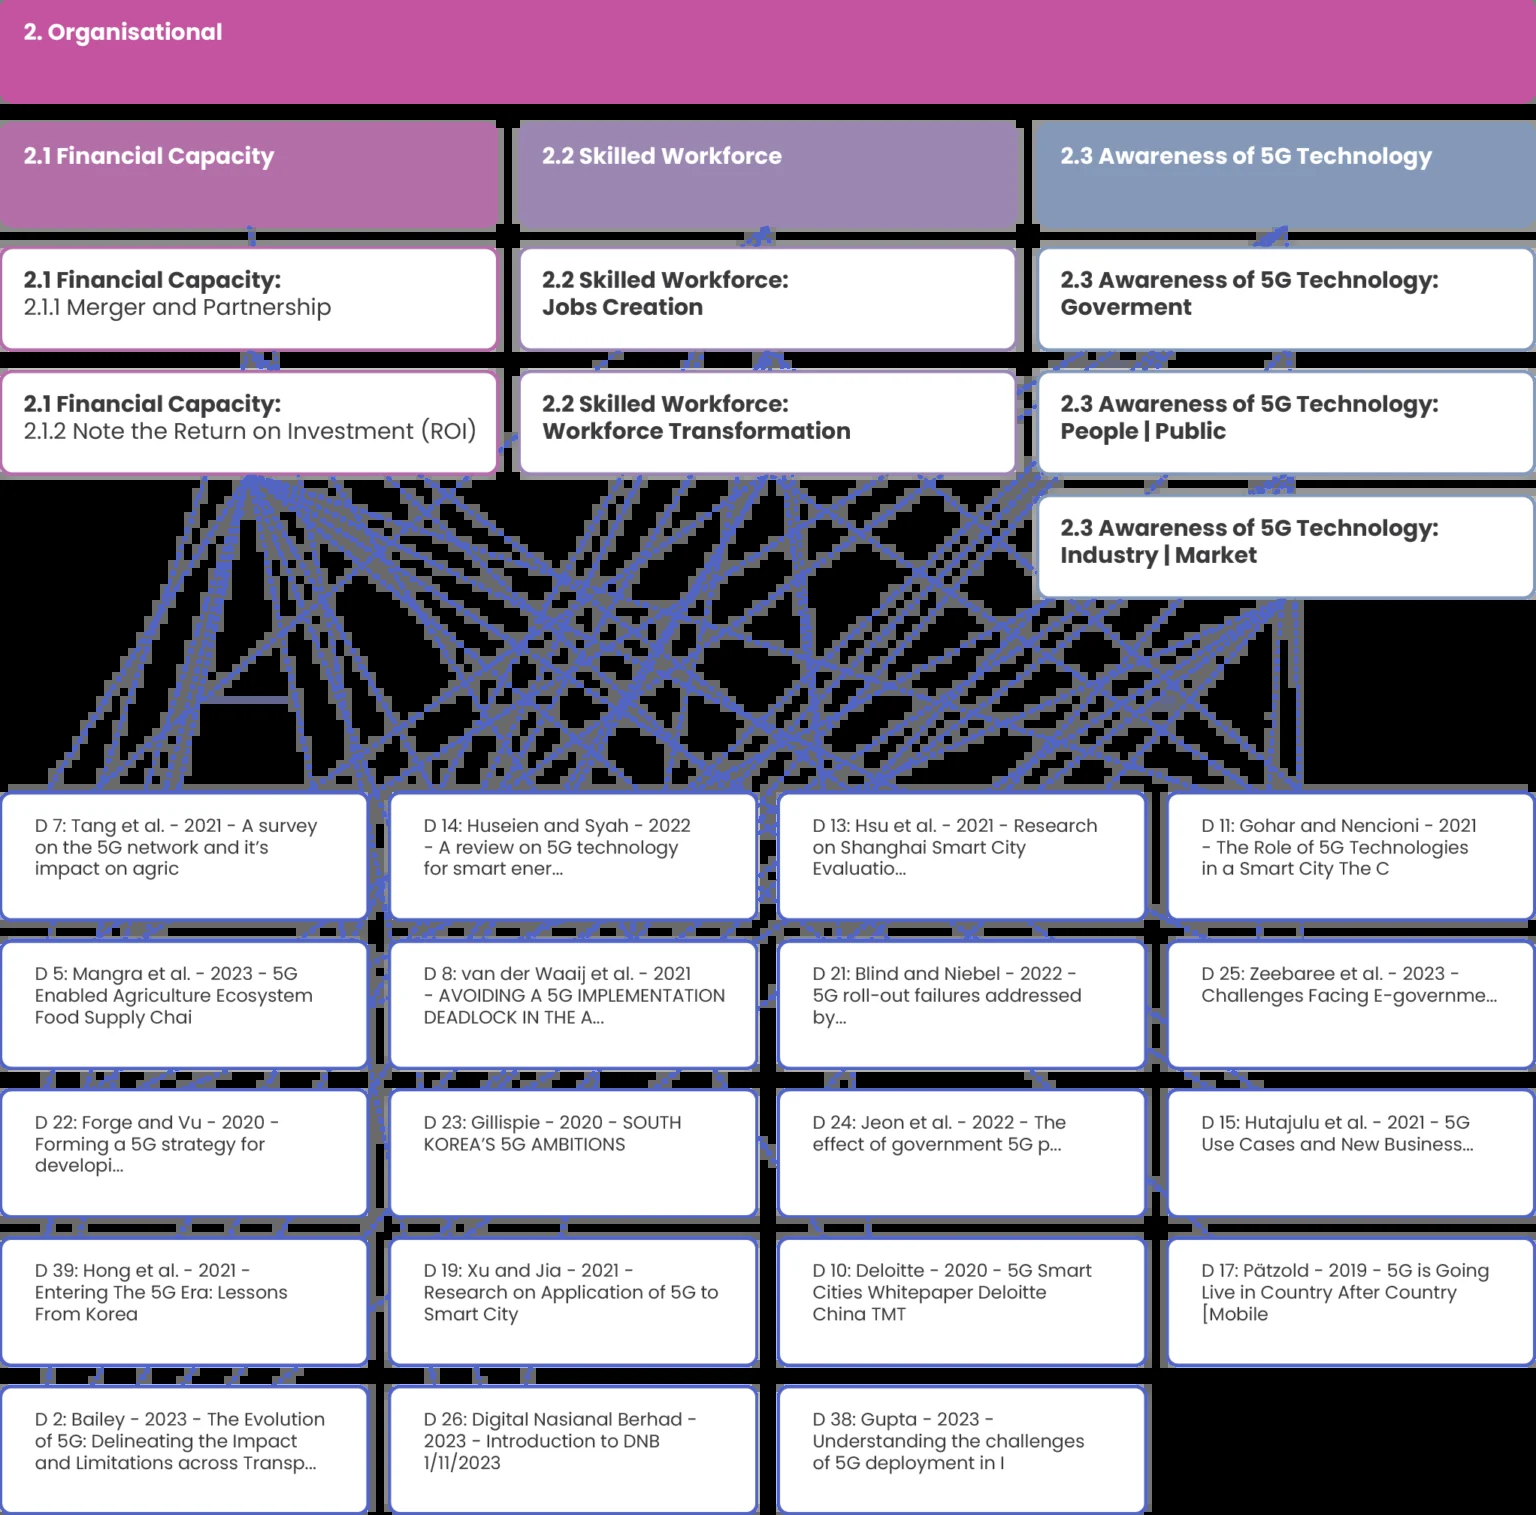 2. Organisational
2.1 Financial Capacity
2.2 Skilled Workforce
2.3 Awareness of 5G Technology
2.1 Financial Capacity:
2.1.1 Merger and Partnership
2.2 Skilled Workforce:
Jobs Creation
2.3 Awareness of 5G Technology:
Goverment
2.1 Financial Capacity:
2.1.2 Note the Return on Investment (ROI)
2.2 Skilled Workforce:
Workforce Transformation
2.3 Awareness of 5G Technology:
People | Public
2.3 Awareness of 5G Technology:
Industry | Market
D 7: Tang et al. - 2021 - A survey
on the 5G network and it’s
impact on agric
D 14: Huseien and Syah - 2022
- A review on 5G technology
for smart ener...
D 13: Hsu et al. - 2021 - Research
on Shanghai Smart City
Evaluatio...
D 11: Gohar and Nencioni - 2021
- The Role of 5G Technologies
in a Smart City The C
D 5: Mangra et al. - 2023 - 5G
Enabled Agriculture Ecosystem
Food Supply Chai
D 8: van der Waaij et al. - 2021
- AVOIDING A 5G IMPLEMENTATION
DEADLOCK IN THE A...
D 21: Blind and Niebel - 2022 -
5G roll-out failures addressed
by...
D 25: Zeebaree et al. - 2023 -
Challenges Facing E-governme...
D 22: Forge and Vu - 2020 -
Forming a 5G strategy for
developi...
D 23: Gillispie - 2020 - SOUTH
KOREA’S 5G AMBITIONS
D 24: Jeon et al. - 2022 - The
effect of government 5G p...
D 15: Hutajulu et al. - 2021 - 5G
Use Cases and New Business...
D 39: Hong et al. - 2021 -
Entering The 5G Era: Lessons
From Korea
D 19: Xu and Jia - 2021 -
Research on Application of 5G to
Smart City
D 10: Deloitte - 2020 - 5G Smart
Cities Whitepaper Deloitte
China TMT
D 17: Pätzold - 2019 - 5G is Going
Live in Country After Country
[Mobile
D 2: Bailey - 2023 - The Evolution
of 5G: Delineating the Impact
and Limitations across Transp...
D 26: Digital Nasianal Berhad -
2023 - Introduction to DNB
1/11/2023
D 38: Gupta - 2023 -
Understanding the challenges
of 5G deployment in I